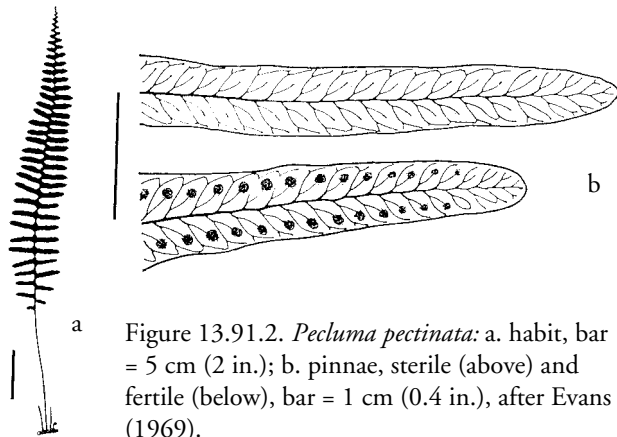 b
a
Figure 13.91.2. Pecluma pectinata: a. habit, bar
= 5 cm (2 in.); b. pinnae, sterile (above) and
fertile (below), bar = 1 cm (0.4 in.), after Evans
(1969).